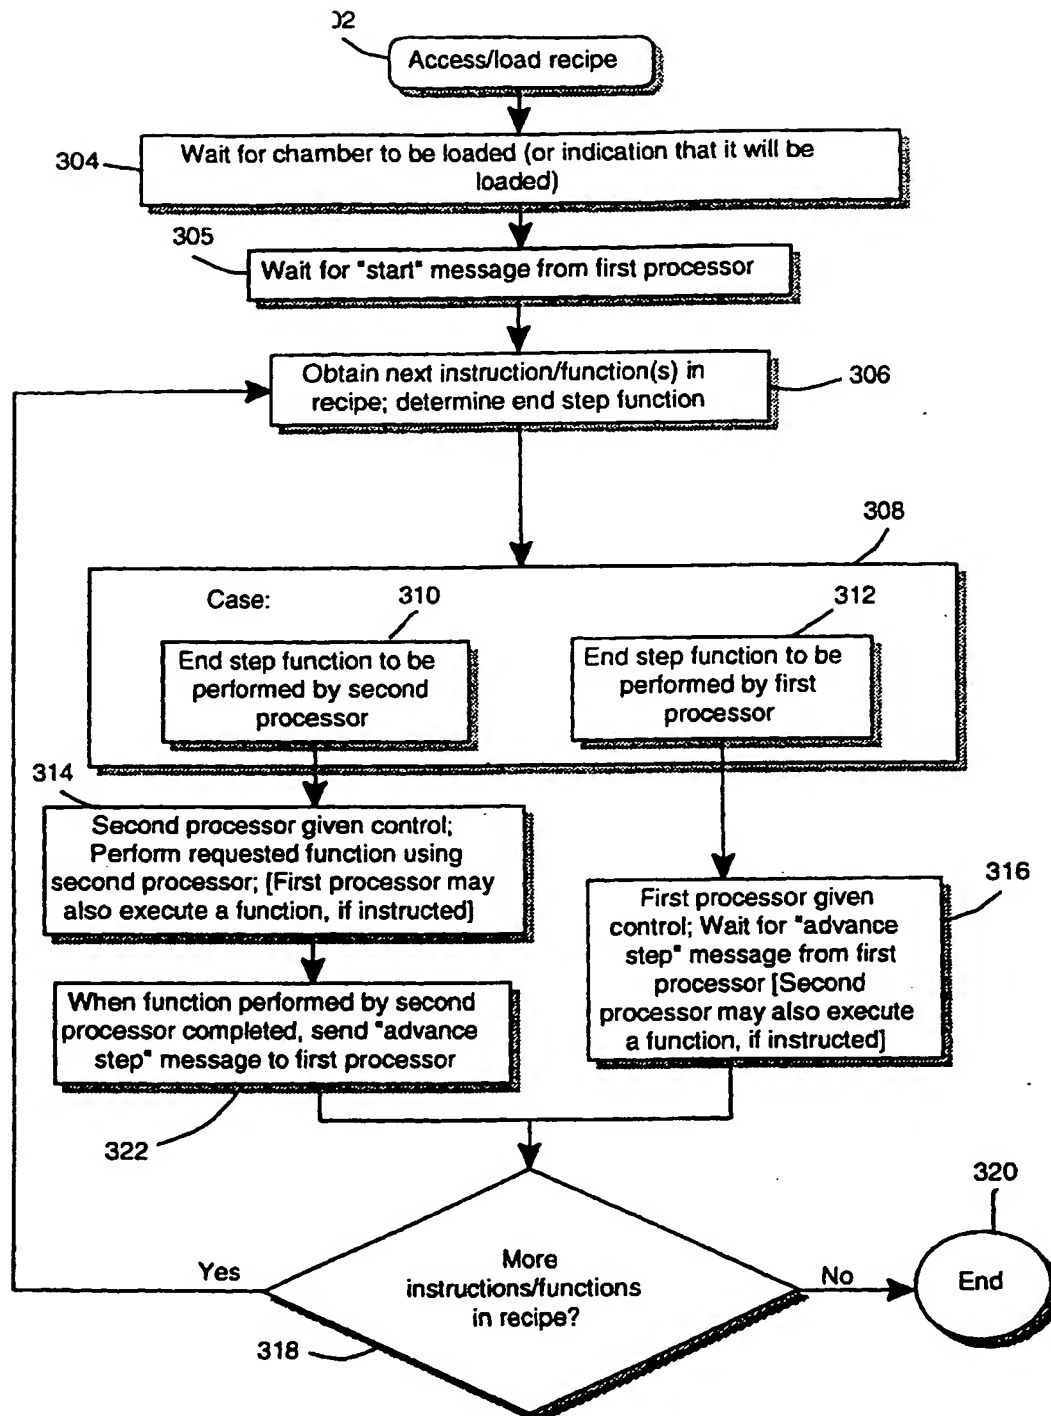 02
Access/load recipe
304
Wait for chamber to be loaded (or indication that it will be
loaded)
305
Wait for "start" message from first processor
Obtain next instruction/function(s) in
recipe; determine end step function
306
308
Case:
310
312
End step function to be
performed by second
processor
End step function to be
performed by first
processor
314
Second processor given control;
Perform requested function using
second processor; [First processor may
also execute a function, if instructed]
316
First processor given
control; Wait for "advance
step" message from first
processor [Second
processor may also execute
a function, if instructed]
When function performed by second
processor completed, send "advance
step" message to first processor
322
320
Yes
More
instructions/functions
in recipe?
No
End
318